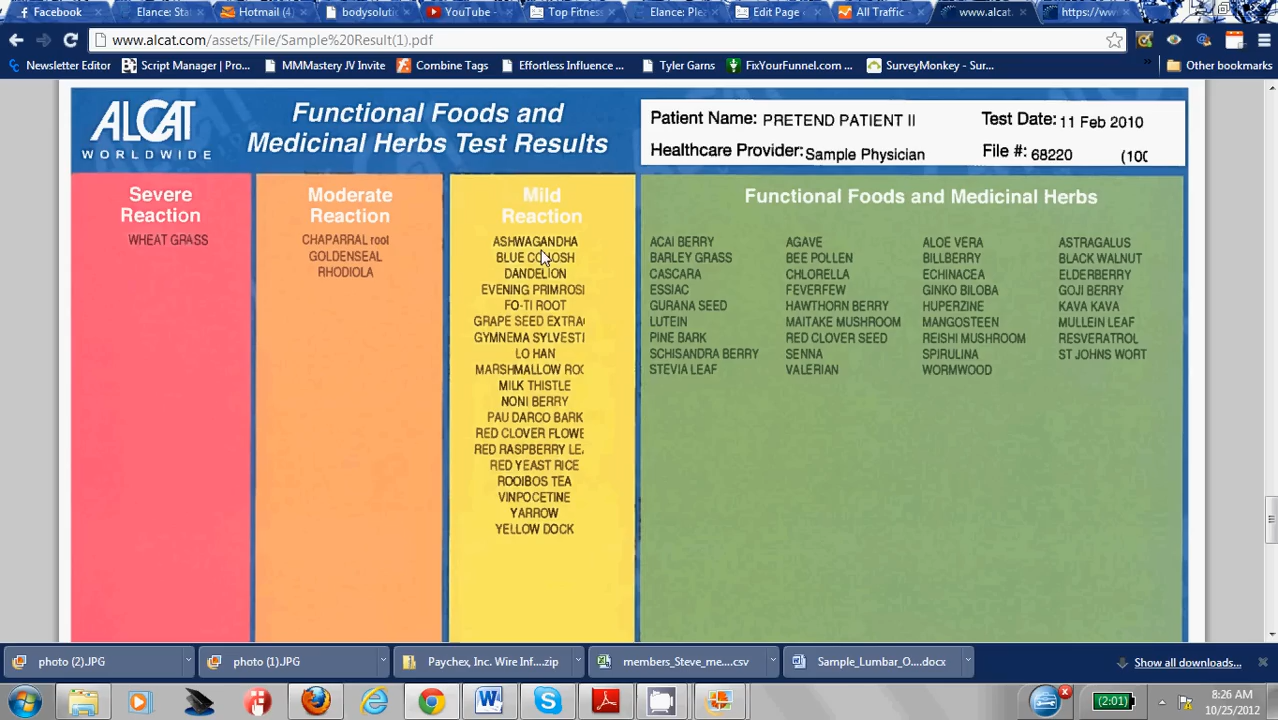 Facebook
Elance: Sta
Hotmail (4)
bodysolutio
YouTube -
Top Fitness
Elance: Plea
Edit Page
All Traffic -
www.alcat.
https://ww
www.alcat.com/assets/File/Sample%20Result(1).pdf
Newsletter Editor
Script Manager | Pro...
MMMastery JV Invite
Combine Tags
Effortless Influence ...
Tyler Garns
FixYourFunnel.com ...
SurveyMonkey - Sur...
Other bookmarks
ALCAT
WORLDWIDE
Functional Foods and
Medicinal Herbs Test Results
Patient Name: PRETEND PATIENT II
Test Date: 11 Feb 2010
Healthcare Provider: Sample Physician
File #: 68220 (100
Severe
Reaction
WHEAT GRASS
Moderate
Reaction
CHAPARRAL root
GOLDENSEAL
RHODIOLA
Mild
Reaction
ASHWAGANDHA
BLUE COHOSH
DANDELION
EVENING PRIMROSI
FO-TI ROOT
GRAPE SEED EXTRA
GYMNEMA SYLVESTI
LO HAN
MARSHMALLOW ROO
MILK THISTLE
NONI BERRY
PAU DARCO BARK
RED CLOVER FLOWE
RED RASPBERRY LEA
RED YEAST RICE
ROOIBOS TEA
VINPOCETINE
YARROW
YELLOW DOCK
Functional Foods and Medicinal Herbs
ACAI BERRY AGAVE ALOE VERA ASTRAGALUS
BARLEY GRASS BEE POLLEN BILLBERRY BLACK WALNUT
CASCARA CHLORELLA ECHINACEA ELDERBERRY
ESSIAC FEVERFEW GINKO BILOBA GOJI BERRY
GURANA SEED HAWTHORN BERRY HUPERZINE KAVA KAVA
LUTEIN MAITAKE MUSHROOM MANGOSTEEN MULLEIN LEAF
PINE BARK RED CLOVER SEED REISHI MUSHROOM RESVERATROL
SCHISANDRA BERRY SENNA SPIRULINA ST JOHNS WORT
STEVIA LEAF VALERIAN WORMWOOD
photo (2).JPG
photo (1).JPG
Paychex, Inc. Wire Inf....zip
members_Steve_me....csv
Sample_Lumbar_O....docx
Show all downloads...
(2:01)
8:26 AM
10/25/2012